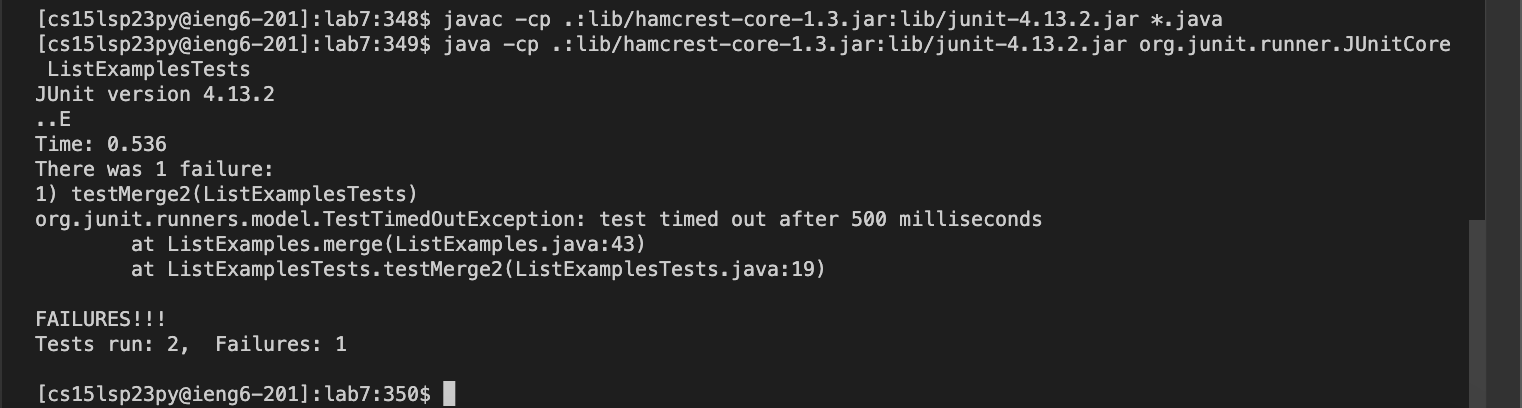 [cs15lsp23py@ieng6-201]:lab7:348$ javac -cp .:lib/hamcrest-core-1.3.jar:lib/junit-4.13.2.jar *.java
[cs15lsp23py@ieng6-201]:lab7:349$ java -cp .:lib/hamcrest-core-1.3.jar:lib/junit-4.13.2.jar org.junit.runner.JUnitCore
 ListExamplesTests
JUnit version 4.13.2
..E
Time: 0.536
There was 1 failure:
1) testMerge2(ListExamplesTests)
org.junit.runners.model.TestTimedOutException: test timed out after 500 milliseconds
        at ListExamples.merge(ListExamples.java:43)
        at ListExamplesTests.testMerge2(ListExamplesTests.java:19)

FAILURES!!!
Tests run: 2,  Failures: 1

[cs15lsp23py@ieng6-201]:lab7:350$